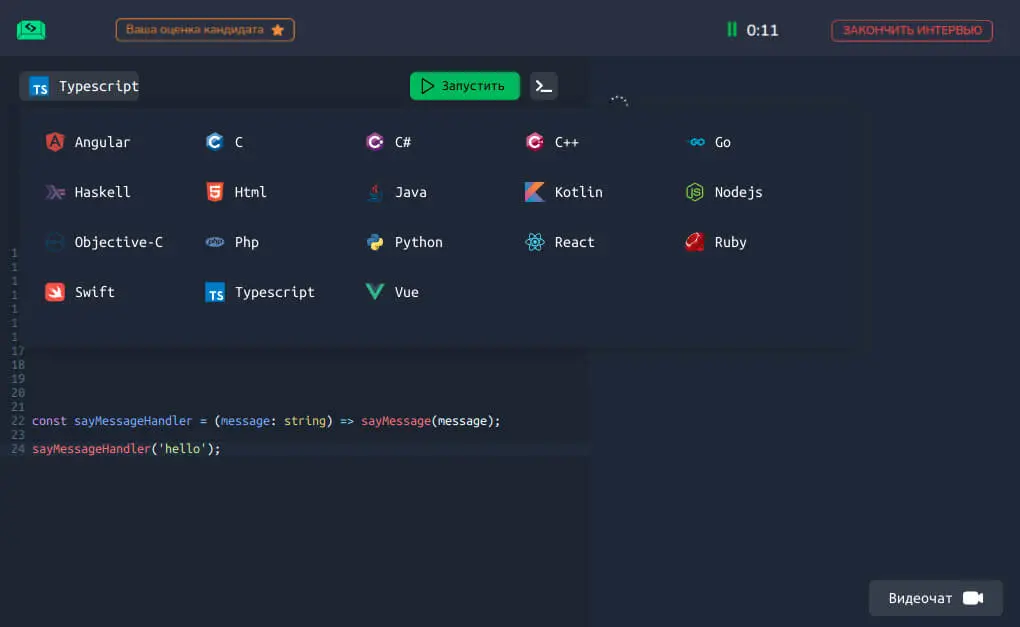 Ваша оценка кандидата
0:11
ЗАКОНЧИТЬ ИНТЕРВЬЮ
TS Typescript
Запустить
Angular C C# C++ Go
Haskell Html Java Kotlin Nodejs
Objective-C Php Python React Ruby
Swift TS Typescript Vue
1
1
1
1
1
1
1
17
18
19
20
21
22 const sayMessageHandler = (message: string) => sayMessage(message);
23
24 sayMessageHandler('hello');
Видеочат